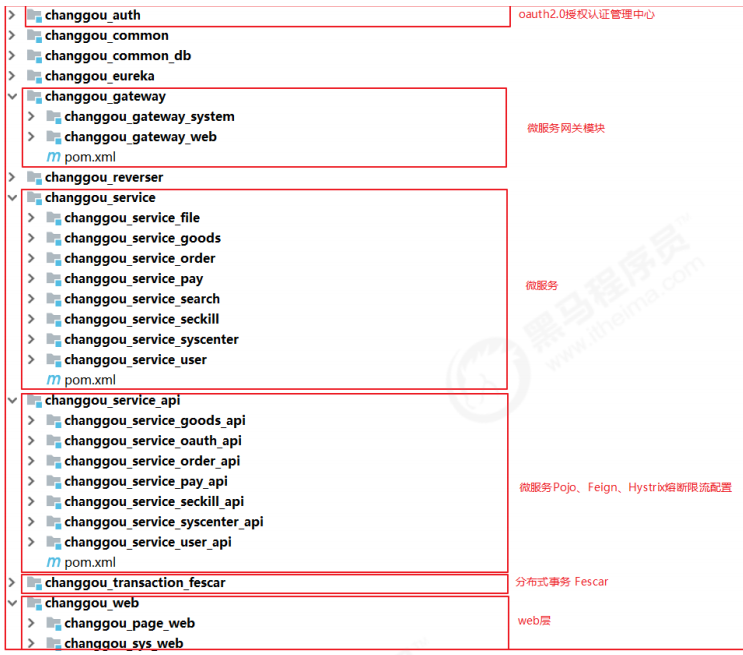 changgou_auth
oauth2.0授权认证管理中心
changgou_common
changgou_common_db
changgou_eureka
changgou_gateway
changgou_gateway_system
changgou_gateway_web
m pom.xml
微服务网关模块
changgou_reverser
changgou_service
changgou_service_file
changgou_service_goods
changgou_service_order
changgou_service_pay
changgou_service_search
changgou_service_seckill
changgou_service_syscenter
changgou_service_user
m pom.xml
微服务
黑马程序员™
www.itheima.com
changgou_service_api
changgou_service_goods_api
changgou_service_oauth_api
changgou_service_order_api
changgou_service_pay_api
changgou_service_seckill_api
changgou_service_syscenter_api
changgou_service_user_api
m pom.xml
微服务Pojo、Feign、Hystrix熔断限流配置
changgou_transaction_fescar
分布式事务 Fescar
changgou_web
changgou_page_web
changgou_sys_web
web层